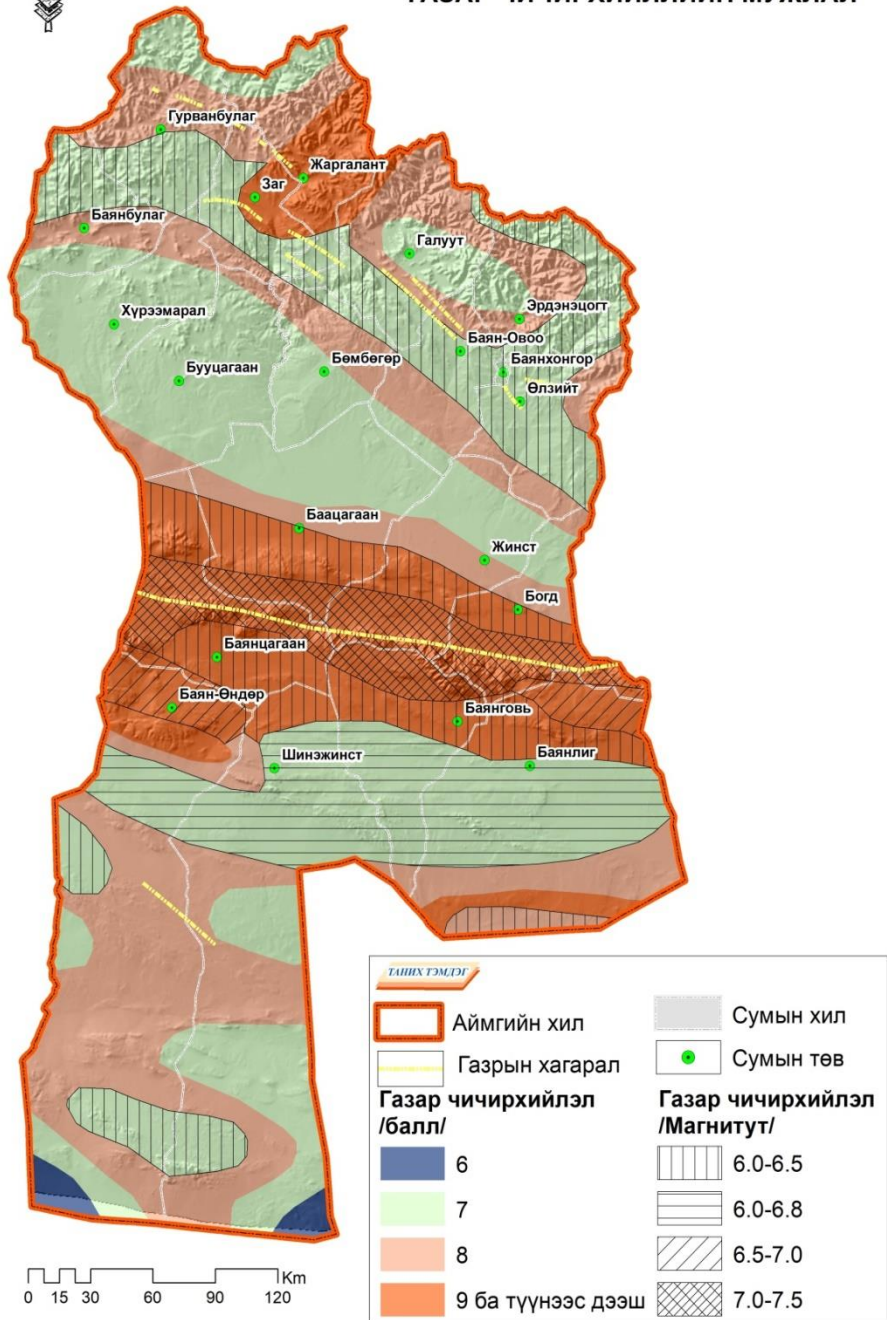 Гурванбулаг
Жаргалант
Заг
Баянбулаг
Галуут
Эрдэнэцогт
Хүрээмарал
Баян-Овоо
Бөмбөгөр
Баянхонгор
Бууцагаан
Өлзийт
Баацагаан
Жинст
Богд
Баянцагаан
Баян-Өндөр
Баянговь
Шинэжинст
Баянлиг
ТАНИХ ТЭМДЭГ
Аймгийн хил
Сумын хил
Газрын хагарал
Сумын төв
Газар чичирхийлэл
/балл/
6
7
8
9 ба түүнээс дээш
Газар чичирхийлэл
/Магнитут/
6.0-6.5
6.0-6.8
6.5-7.0
7.0-7.5
Km
0 15 30 60 90 120